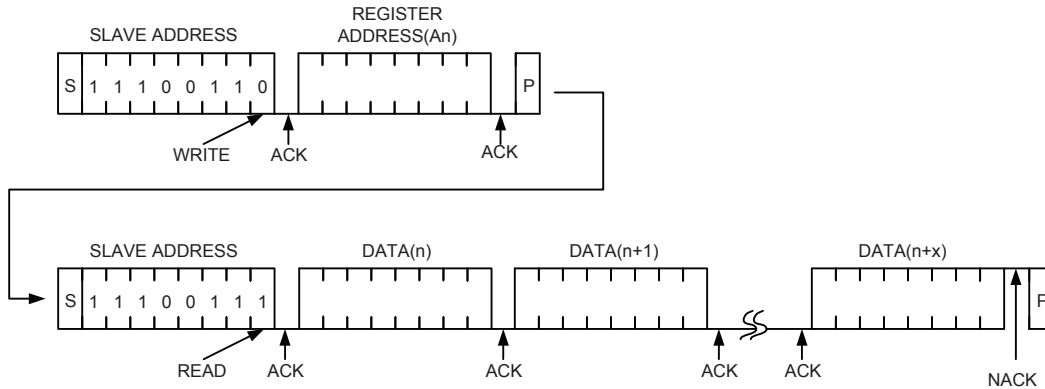 REGISTER
SLAVE ADDRESS ADDRESS(An)
S 1 1 1 0 0 1 1 0 P
WRITE ACK ACK
SLAVE ADDRESS DATA(n) DATA(n+1) DATA(n+x)
S 1 1 1 0 0 1 1 1 P
READ ACK ACK ACK ACK NACK